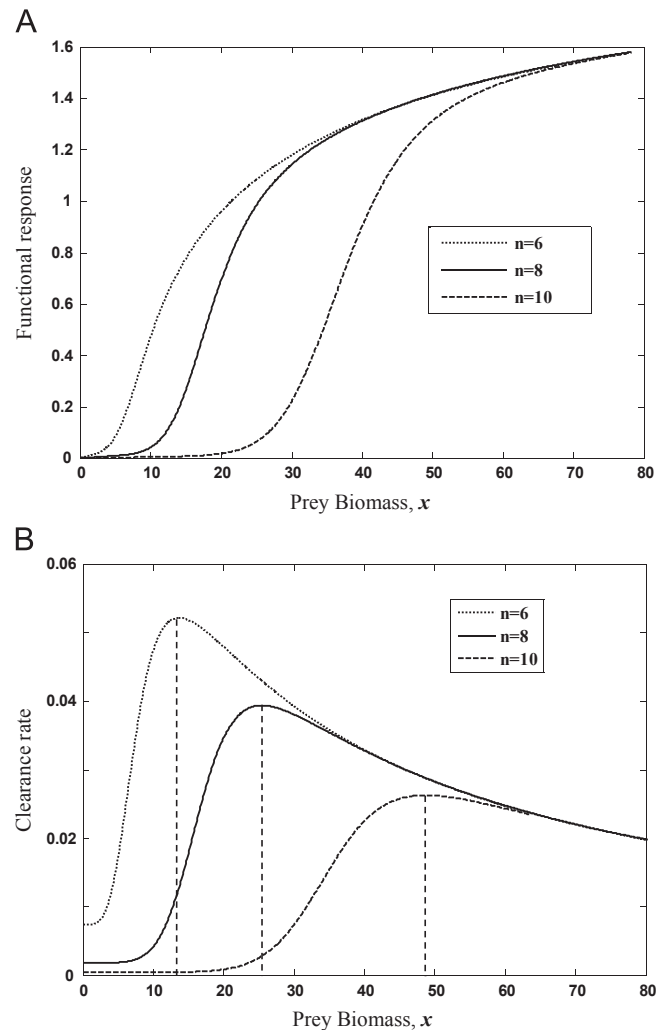 A
1.6
1.4
1.2
1
0.8
0.6
0.4
0.2
0
Functional response
n=6
n=8
n=10
0 10 20 30 40 50 60 70 80
Prey Biomass, x
B
0.06
0.04
0.02
0
Clearance rate
n=6
n=8
n=10
0 10 20 30 40 50 60 70 80
Prey Biomass, x